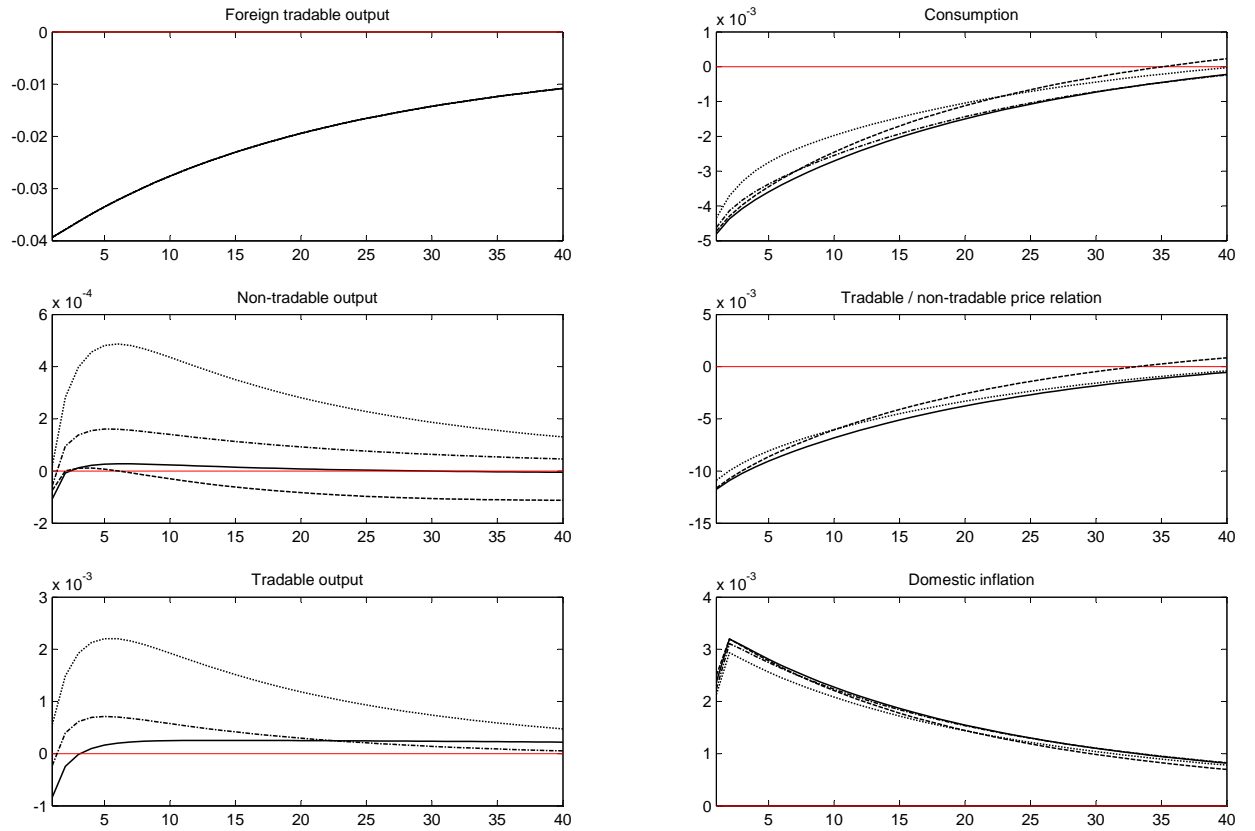 Foreign tradable output
0
-0.01
-0.02
-0.03
-0.04
5 10 15 20 25 30 35 40
Consumption
x 10-3
1
0
-1
-2
-3
-4
-5
5 10 15 20 25 30 35 40
Non-tradable output
x 10-4
6
4
2
0
-2
5 10 15 20 25 30 35 40
Tradable / non-tradable price relation
x 10-3
5
0
-5
-10
-15
5 10 15 20 25 30 35 40
Tradable output
x 10-3
3
2
1
0
-1
5 10 15 20 25 30 35 40
Domestic inflation
x 10-3
4
3
2
1
0
5 10 15 20 25 30 35 40